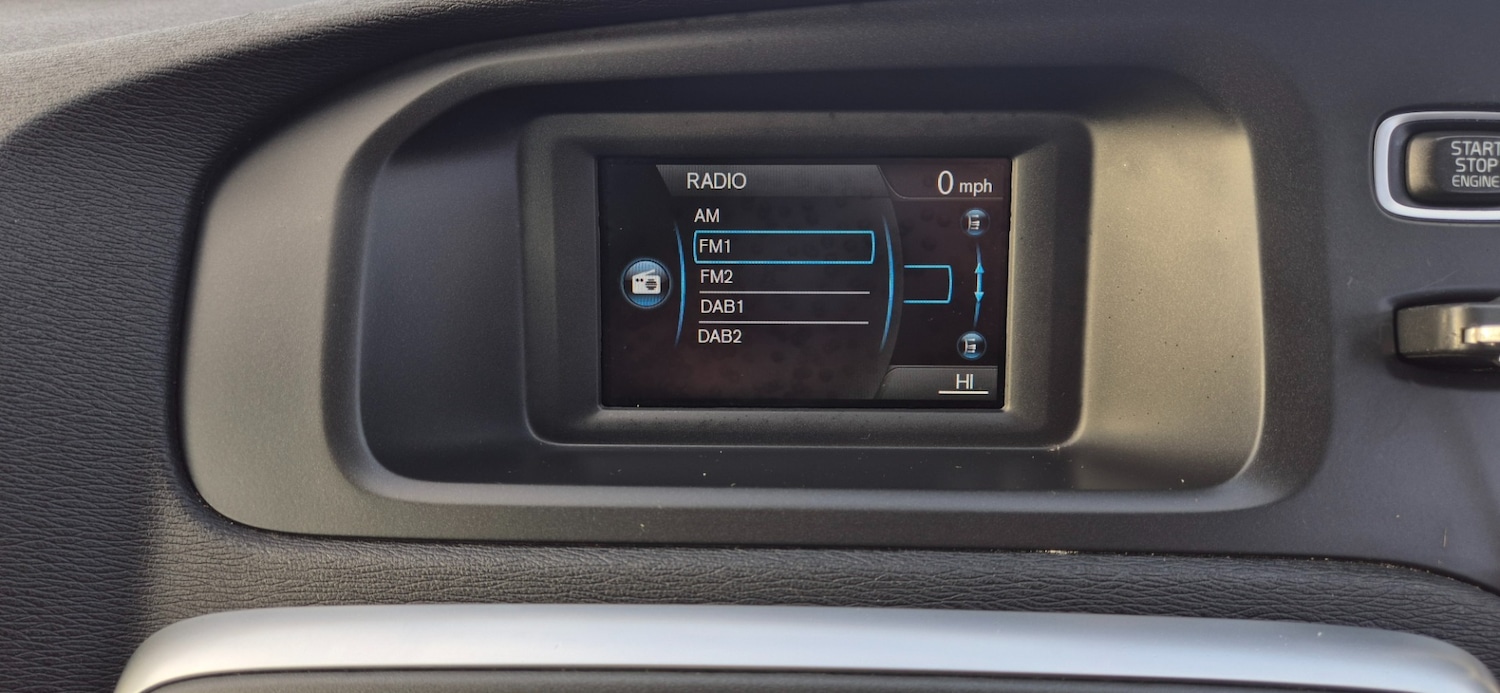 RADIO
0 mph
AM
FM1
FM2
DAB1
DAB2
HI
START
STOP
ENGINE